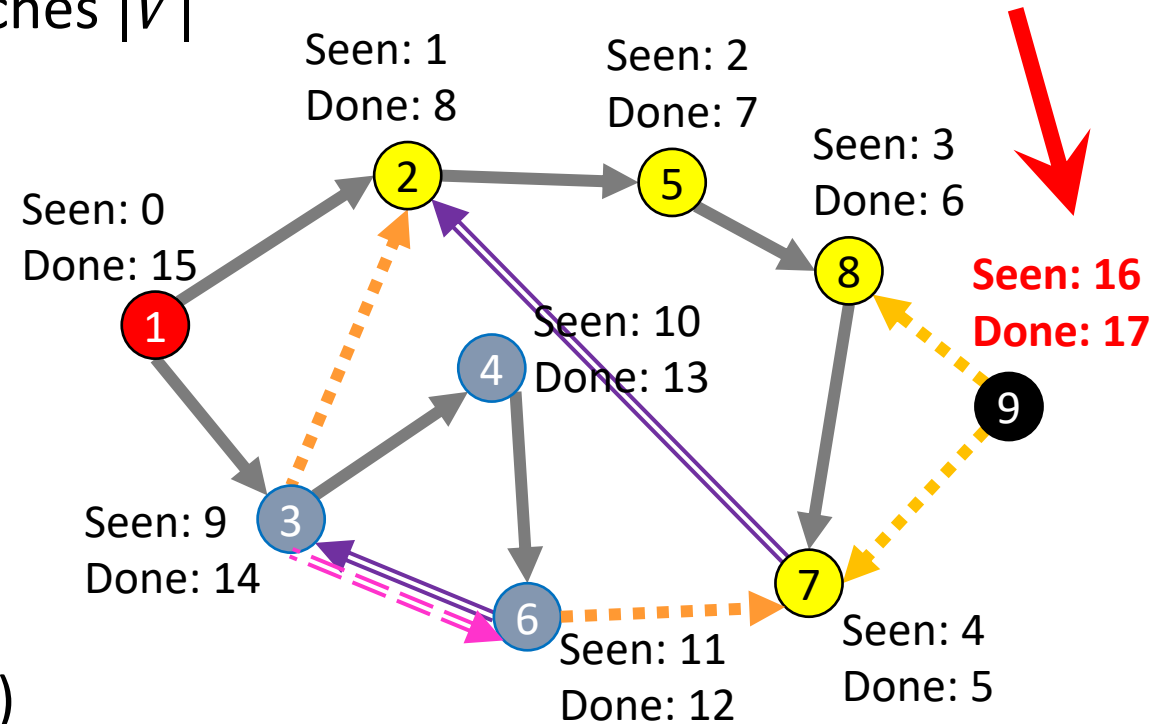 ches |V|
Seen: 1
Done: 8
Seen: 2
Done: 7
Seen: 3
Done: 6
Seen: 0
Done: 15
2
5
8
Seen: 16
Done: 17
1
Seen: 10
Done: 13
4
9
Seen: 9
Done: 14
3
6
7
Seen: 11
Done: 12
Seen: 4
Done: 5
)